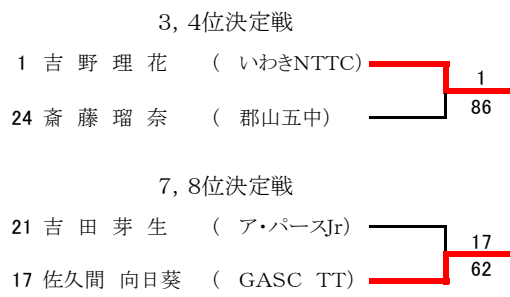 3, 4位決定戦
1 吉 野 理 花 ( いわきNTTC)
1
86
24 斎 藤 瑠 奈 ( 郡山五中)
7, 8位決定戦
21 吉 田 芽 生 ( ア・パースJr)
17
62
17 佐久間 向日葵 ( GASC TT)